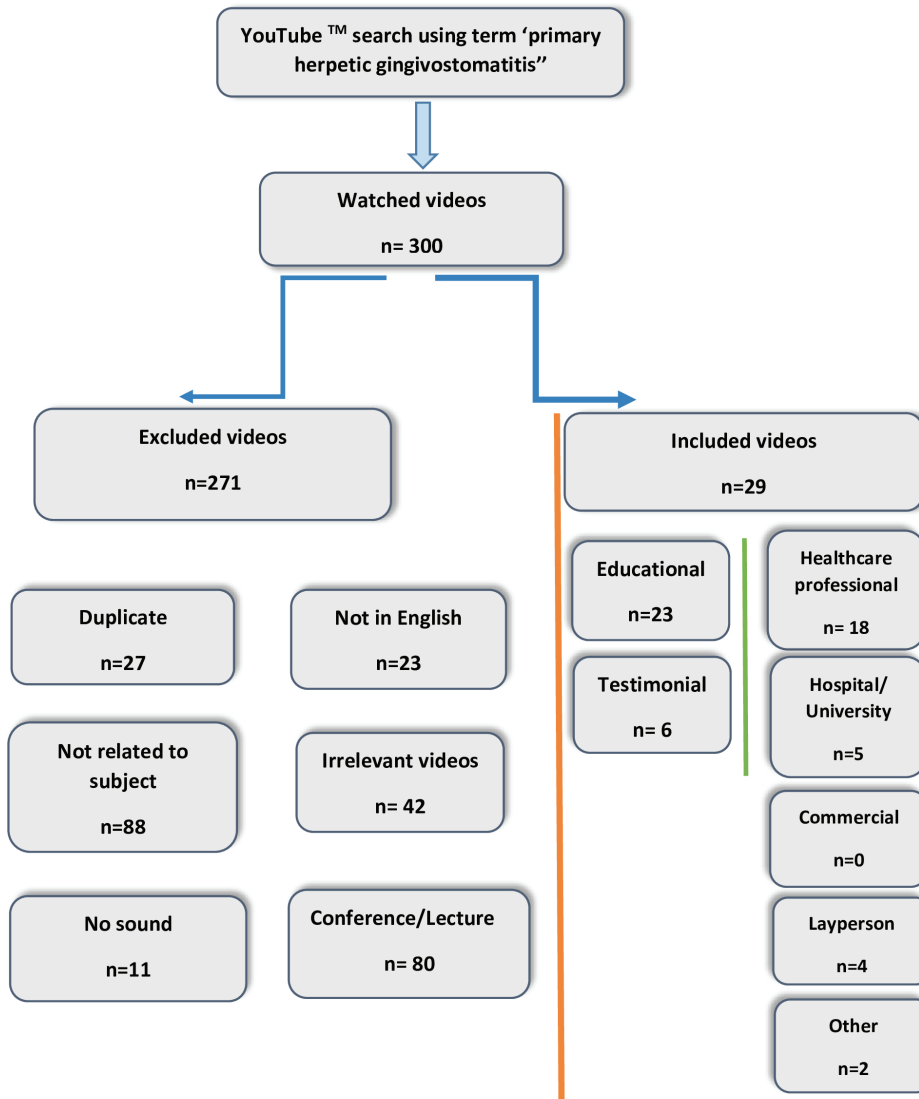 YouTube ™ search using term ‘primary
herpetic gingivostomatitis”
Watched videos
n= 300
Excluded videos
n=271
Included videos
n=29
Duplicate
n=27
Not in English
n=23
Not related to
subject
n=88
Irrelevant videos
n= 42
No sound
n=11
Conference/Lecture
n= 80
Educational
n=23
Testimonial
n= 6
Healthcare
professional
n= 18
Hospital/
University
n=5
Commercial
n=0
Layperson
n=4
Other
n=2